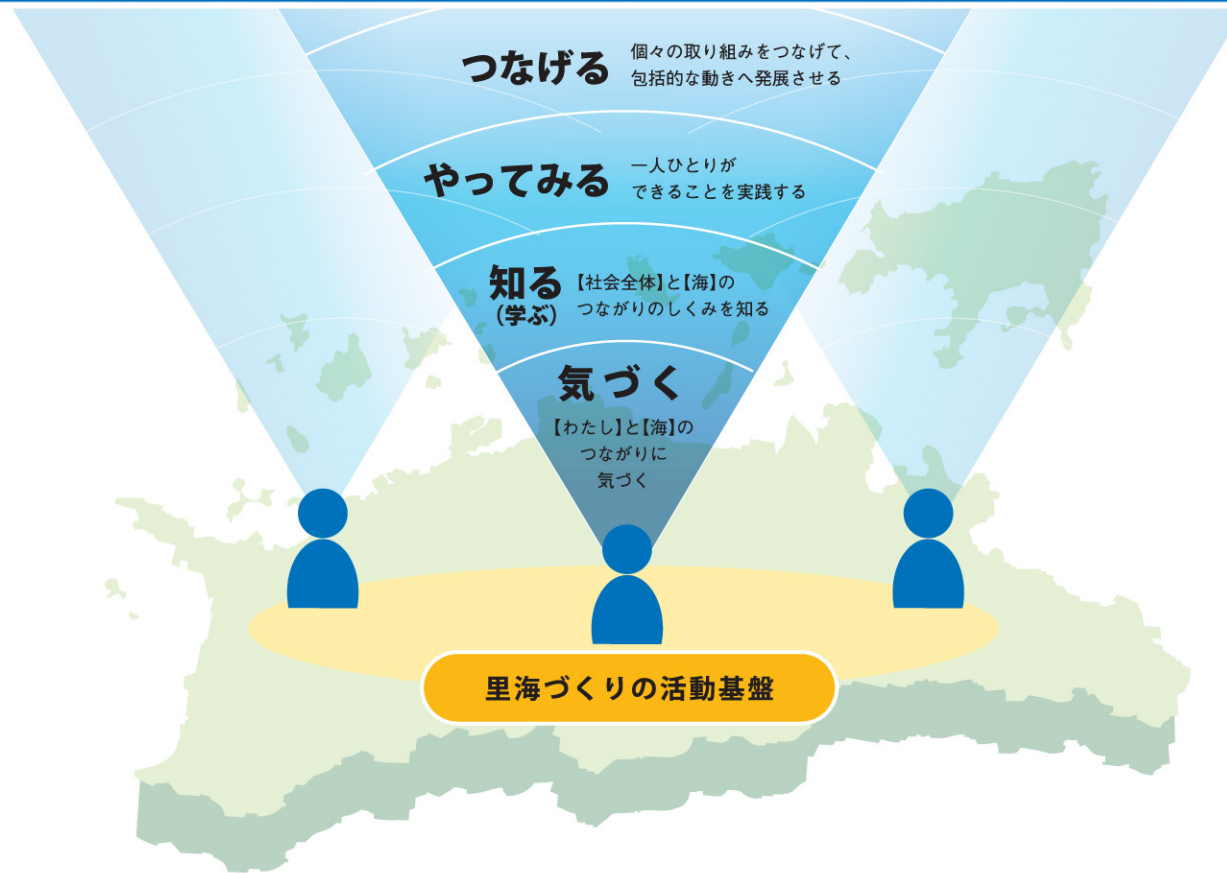 つなげる
個々の取り組みをつなげて、
包括的な動きへ発展させる
やってみる
一人ひとりが
できることを実践する
知る
(学ぶ)
【社会全体】と【海】の
つながりのしくみを知る
気づく
【わたし】と【海】の
つながりに
気づく
里海づくりの活動基盤